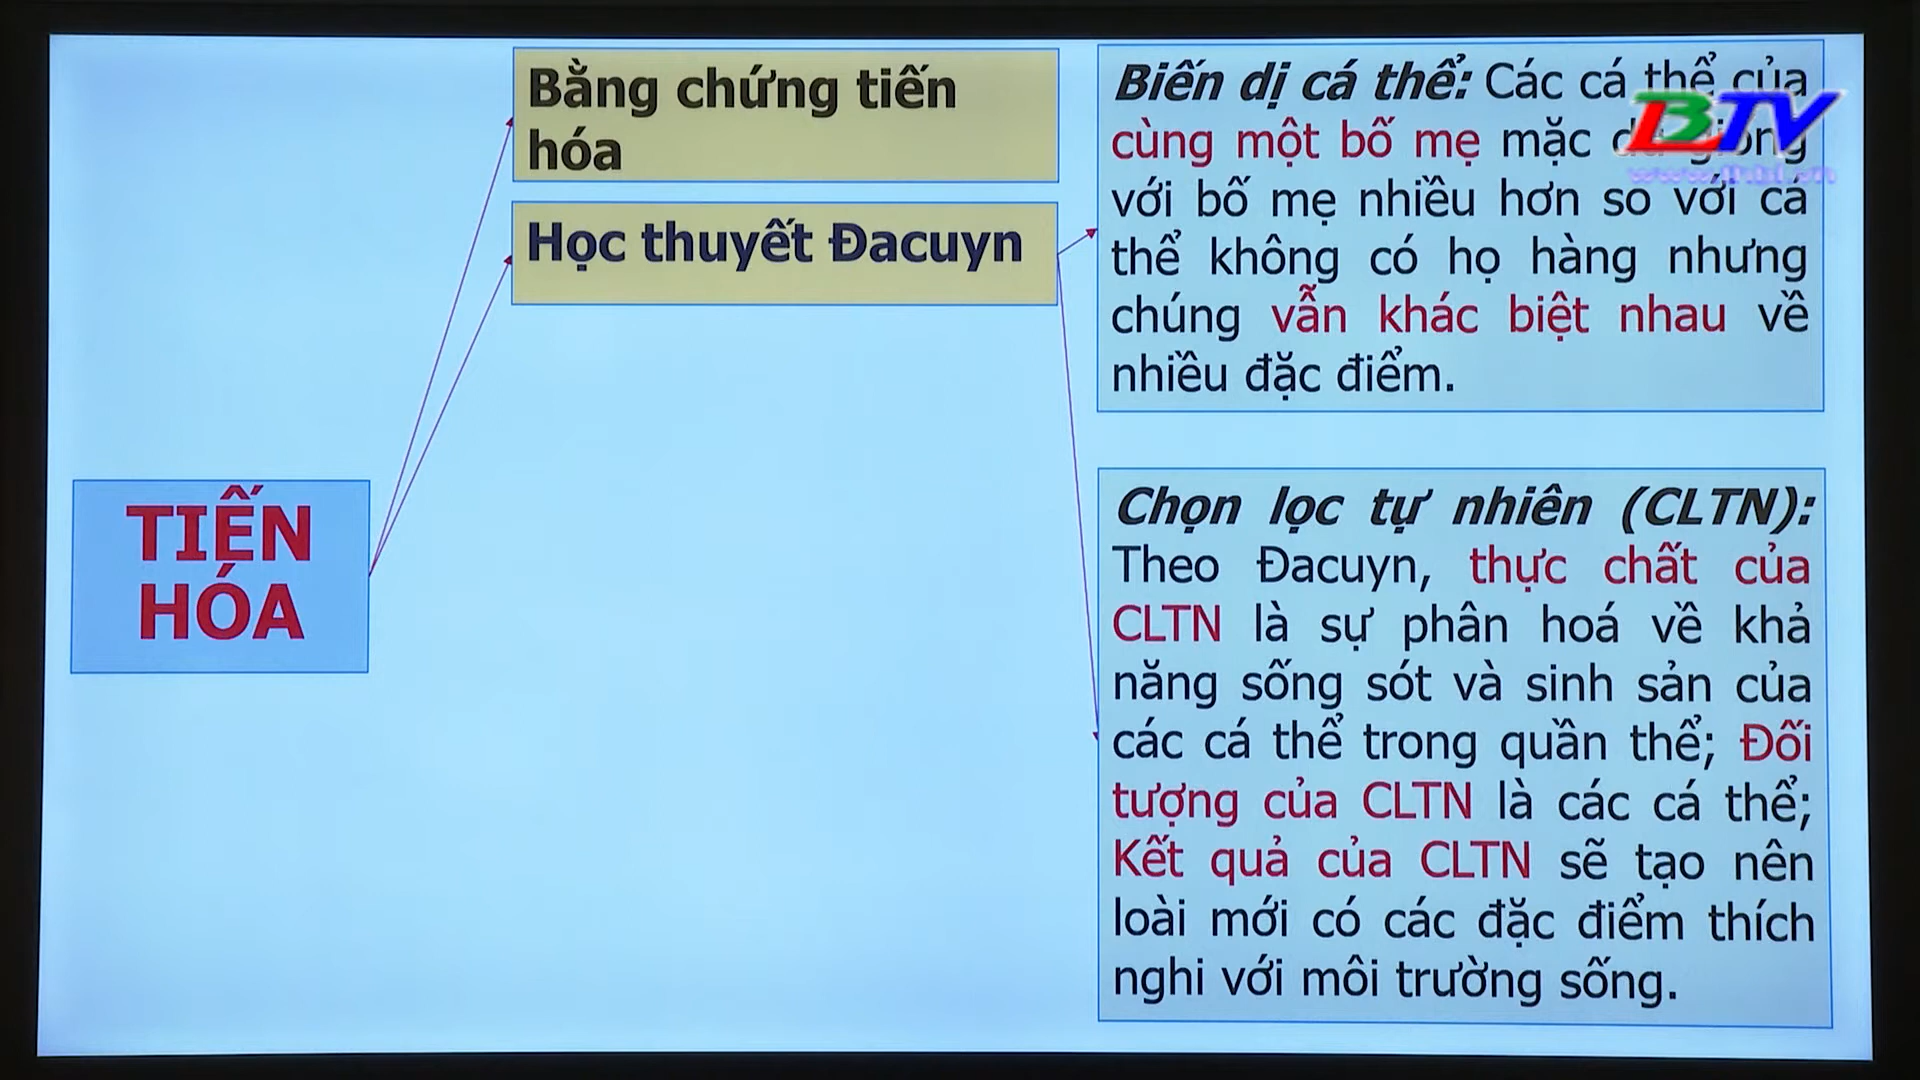 Bằng chứng tiến
hóa
Học thuyết Đacuyn
TIẾN
HÓA
Biến dị cá thể: Các cá thể của
cùng một bố mẹ mặc dù giống
với bố mẹ nhiều hơn so với cá
thể không có họ hàng nhưng
chúng vẫn khác biệt nhau về
nhiều đặc điểm.
Chọn lọc tự nhiên (CLTN):
Theo Đacuyn, thực chất của
CLTN là sự phân hoá về khả
năng sống sót và sinh sản của
các cá thể trong quần thể; Đối
tượng của CLTN là các cá thể;
Kết quả của CLTN sẽ tạo nên
loài mới có các đặc điểm thích
nghi với môi trường sống.
BTV